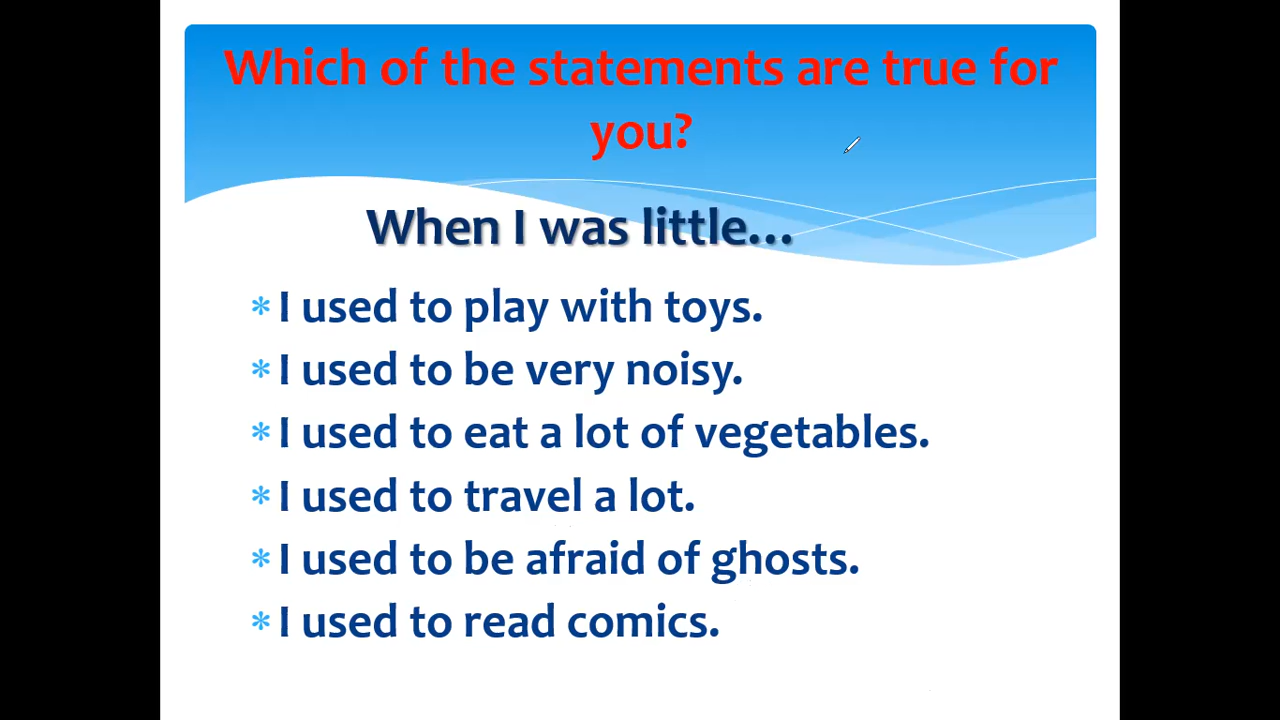 Which of the statements are true for
you?
When I was little...
* I used to play with toys.
* I used to be very noisy.
* I used to eat a lot of vegetables.
* I used to travel a lot.
* I used to be afraid of ghosts.
* I used to read comics.